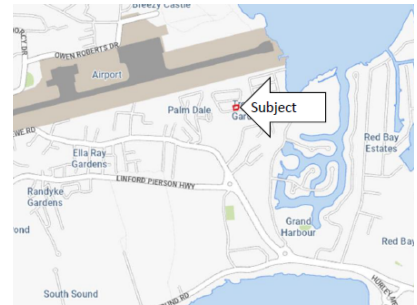 Breezy Castle
OWEN ROBERTS DR
Airport
Subject
Palm Dale
Red Bay
Estates
Ella Ray
Gardens
LINFORD PIERSON HWY
Randyke
Gardens
Grand
Harbour
Red Bay
South Sound